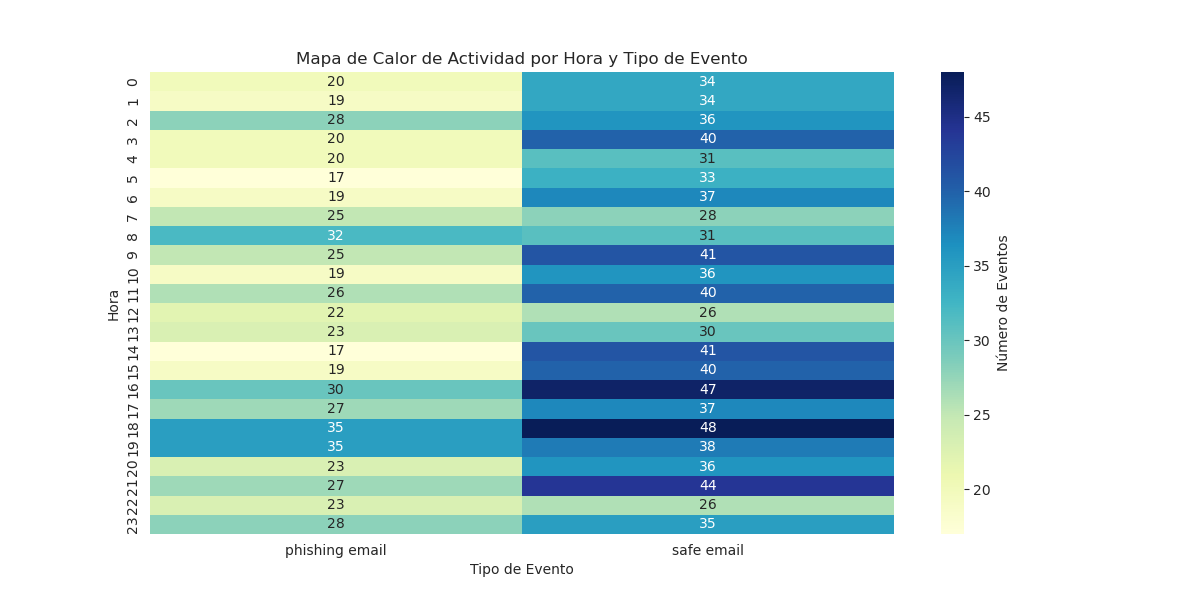 Mapa de Calor de Actividad por Hora y Tipo de Evento
0 20 34
1 19 34
2 28 36
3 20 40
4 20 31
5 17 33
6 19 37
7 25 28
8 32 31
9 25 41
10 19 36
11 26 40
12 22 26
13 23 30
14 17 41
15 19 40
16 30 47
17 27 37
18 35 48
19 35 38
20 23 36
21 27 44
22 23 26
23 28 35
Hora
phishing email safe email
Tipo de Evento
45
40
35
30
25
20
Número de Eventos